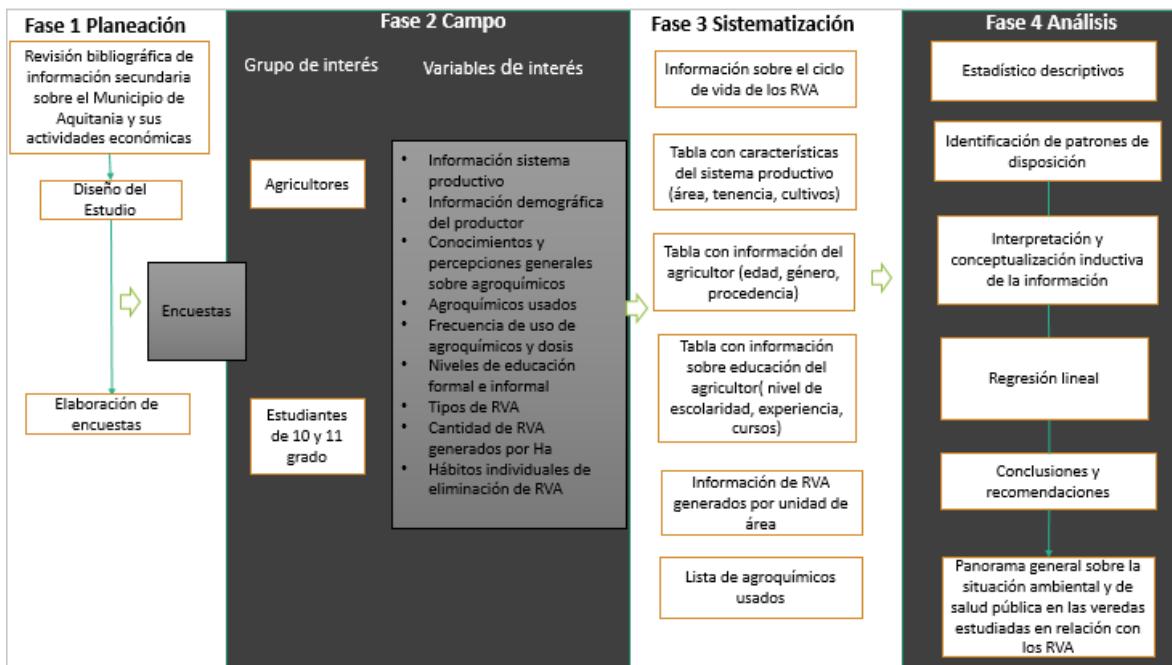 Fase 1 Planeación
Revisión bibliográfica de
información secundaria
sobre el Municipio de
Aquitania y sus
actividades económicas
Diseño del
Estudio
Elaboración de
encuestas
Encuestas
Fase 2 Campo
Grupo de interés
Agricultores
Estudiantes
de 10 y 11
grado
Variables de interés
• Información sistema
productivo
• Información demográfica
del productor
• Conocimientos y
percepciones generales
sobre agroquímicos
• Agroquímicos usados
• Frecuencia de uso de
agroquímicos y dosis
• Niveles de educación
formal e informal
• Tipos de RVA
• Cantidad de RVA
generados por Ha
• Hábitos individuales de
eliminación de RVA
Fase 3 Sistematización
Información sobre el ciclo
de vida de los RVA
Tabla con características
del sistema productivo
(área, tenencia, cultivos)
Tabla con información del
agricultor (edad, género,
procedencia)
Tabla con información
sobre educación del
agricultor( nivel de
escolaridad, experiencia,
cursos)
Información de RVA
generados por unidad de
área
Lista de agroquímicos
usados
Fase 4 Análisis
Estadístico descriptivos
Identificación de patrones de
disposición
Interpretación y
conceptualización inductiva
de la información
Regresión lineal
Conclusiones y
recomendaciones
Panorama general sobre la
situación ambiental y de
salud pública en las veredas
estudiadas en relación con
los RVA